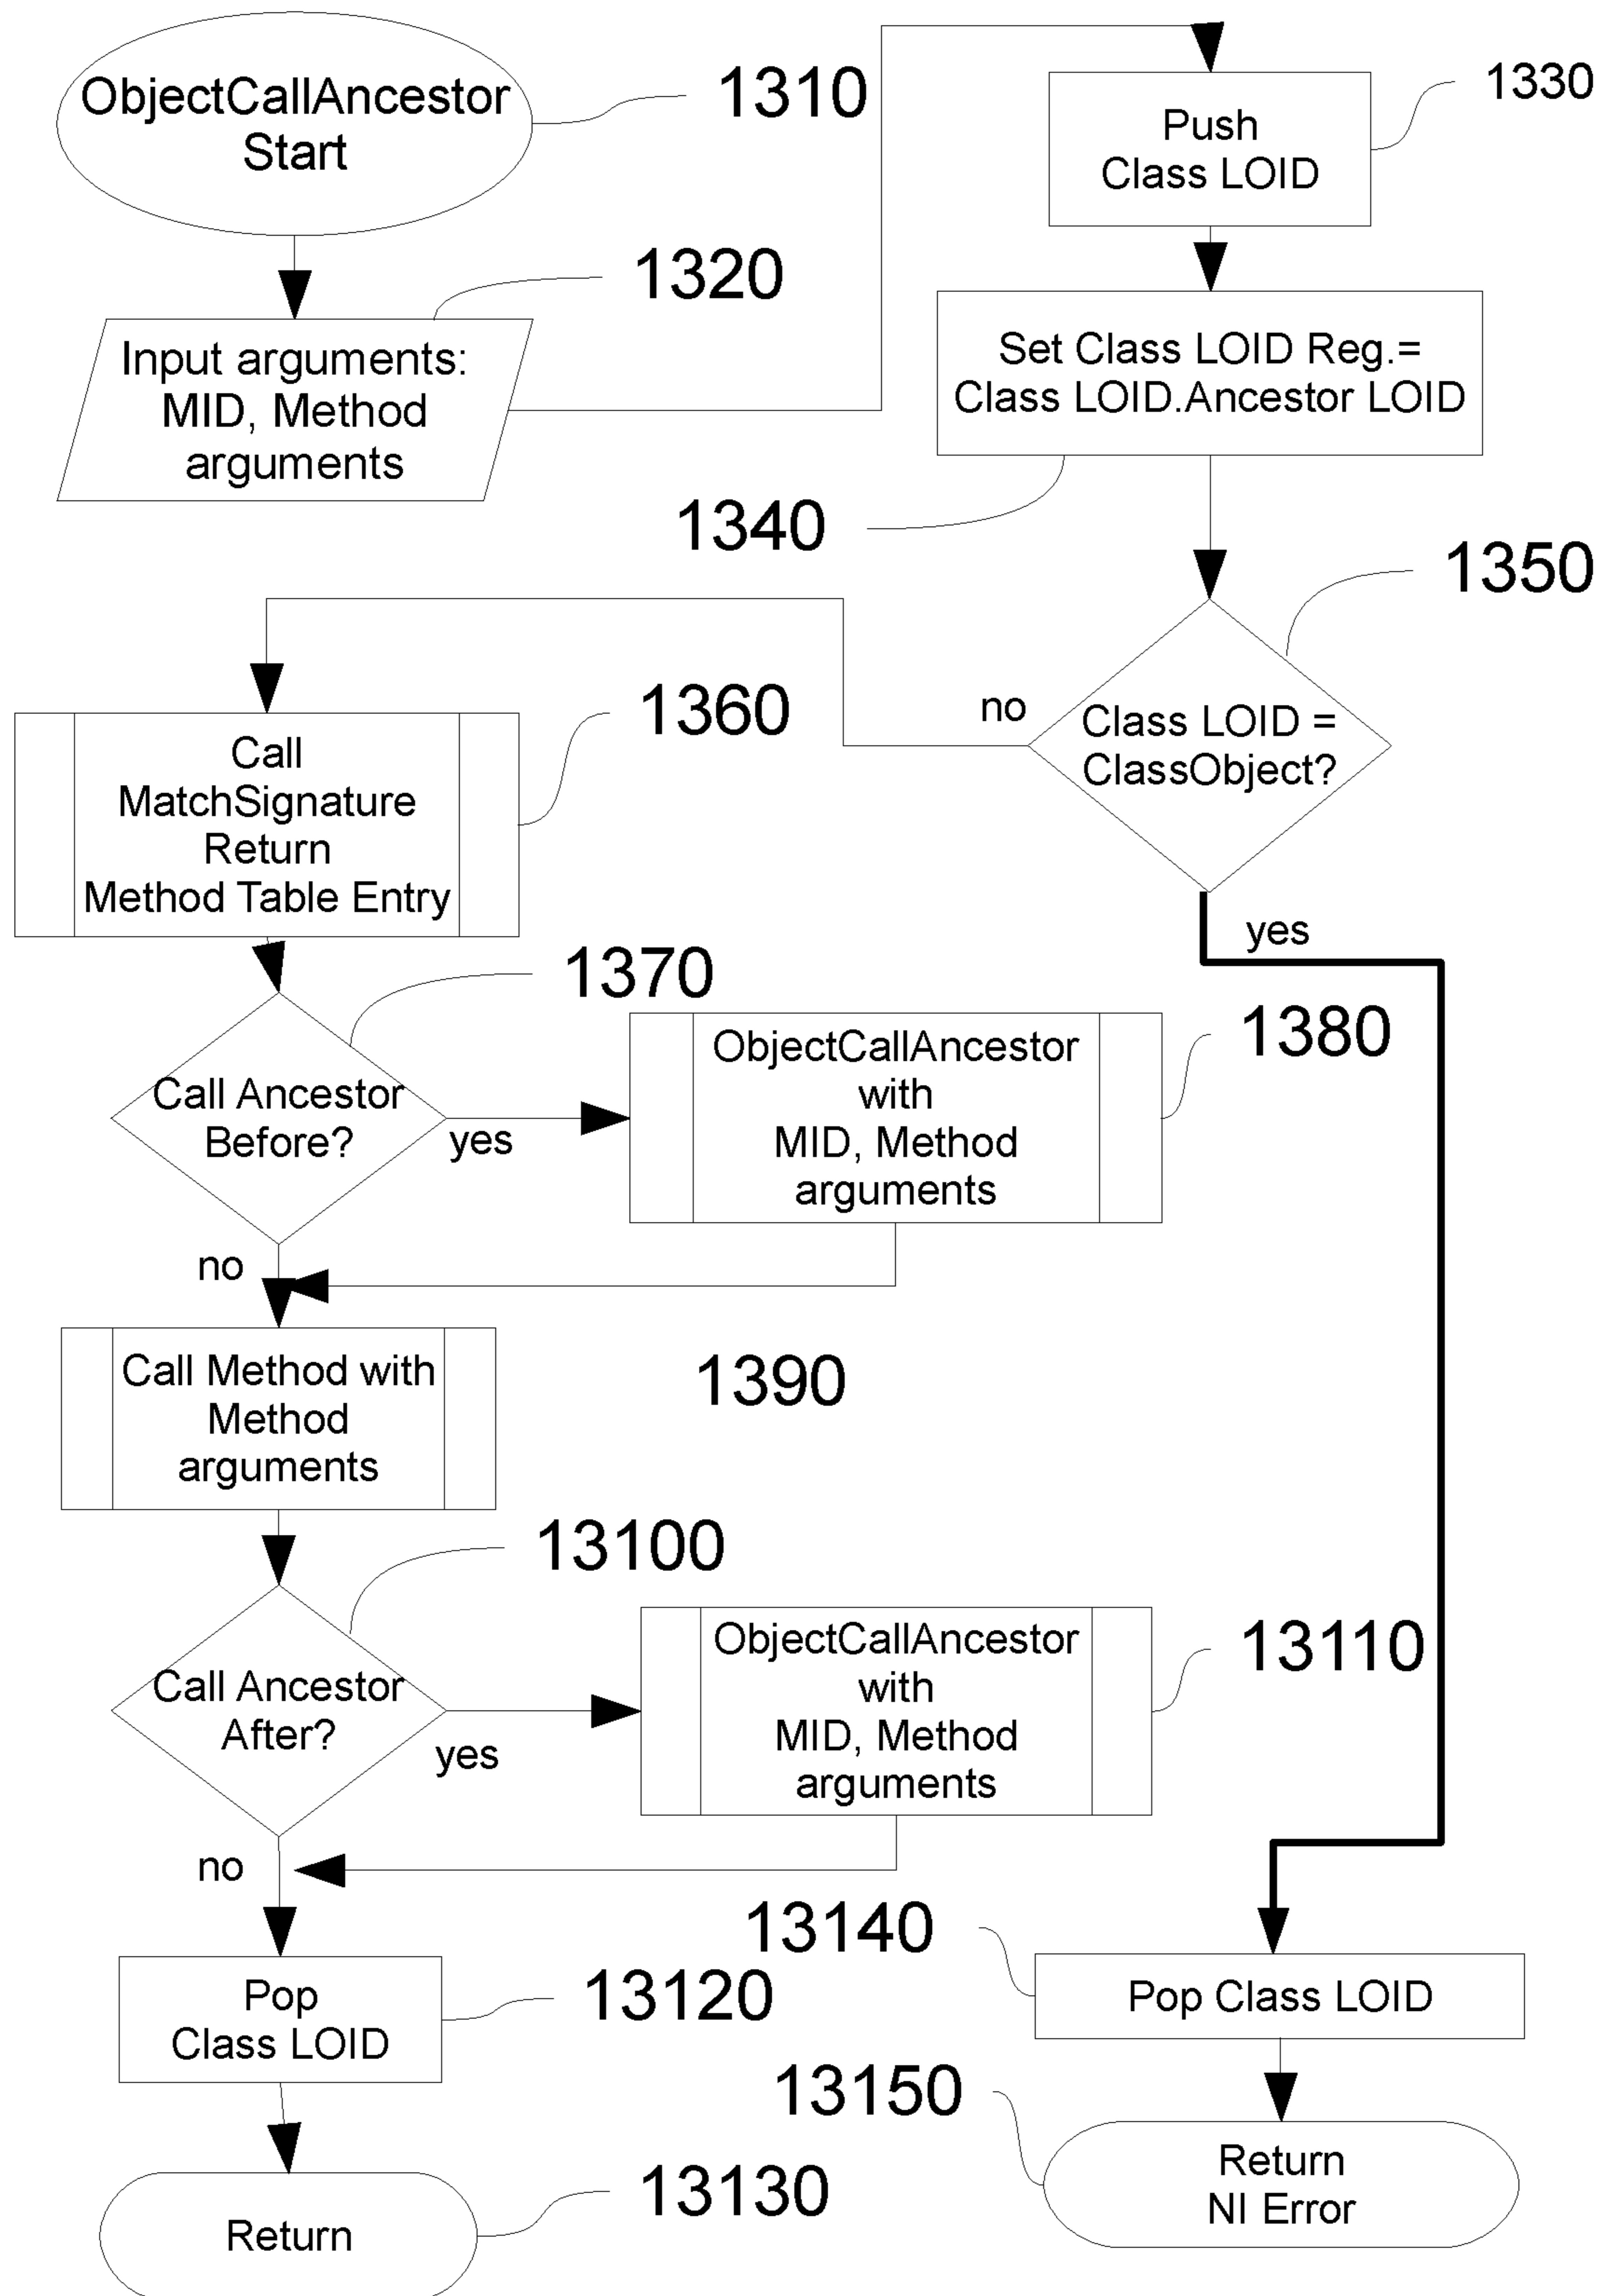 ObjectCallAncestor
Start
1310
1320
Input arguments:
MID, Method
arguments
1330
Push
Class LOID
Set Class LOID Reg.=
Class LOID.Ancestor LOID
1340
1350
Class LOID =
ClassObject?
no
yes
1360
Call
MatchSignature
Return
Method Table Entry
1370
Call Ancestor
Before?
yes
no
1380
ObjectCallAncestor
with
MID, Method
arguments
1390
Call Method with
Method
arguments
13100
Call Ancestor
After?
yes
no
13110
ObjectCallAncestor
with
MID, Method
arguments
Pop
Class LOID
13120
Return
13130
13140
Pop Class LOID
13150
Return
NI Error